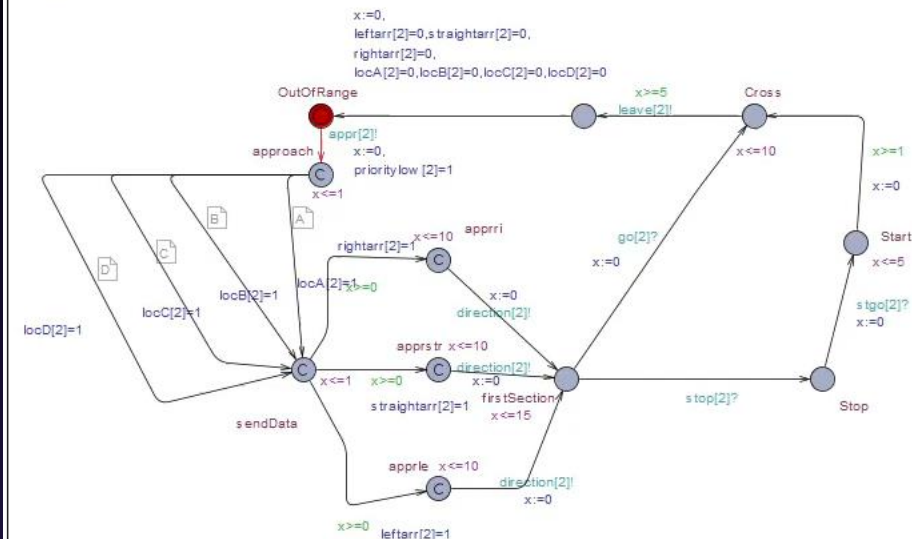 x:=0,
leftarr[2]=0,straightarr[2]=0,
rightarr[2]=0,
locA[2]=0,locB[2]=0,locC[2]=0,locD[2]=0
OutOfRange
x>=5
Cross
leave[2]!
appr[2]!
approach
x:=0,
prioritylow [2]=1
x<=10
x>=1
x<=1
x:=0
B
A
C
D
apprri
x<=10
rightarr[2]=1
go[2]?
Start
x:=0
x<=5
locA[2]=1
x>=0
locB[2]=1
x:=0
locC[2]=1
direction[2]!
stgo[2]?
x:=0
locD[2]=1
apprstr x<=10
C
direction[2]!
x<=1
x>=0
x:=0
straightarr[2]=1
firstSection
stop[2]?
x<=15
Stop
sendData
apprle x<=10
C
direction[2]!
x:=0
x>=0
leftarr[2]=1
C
C
C